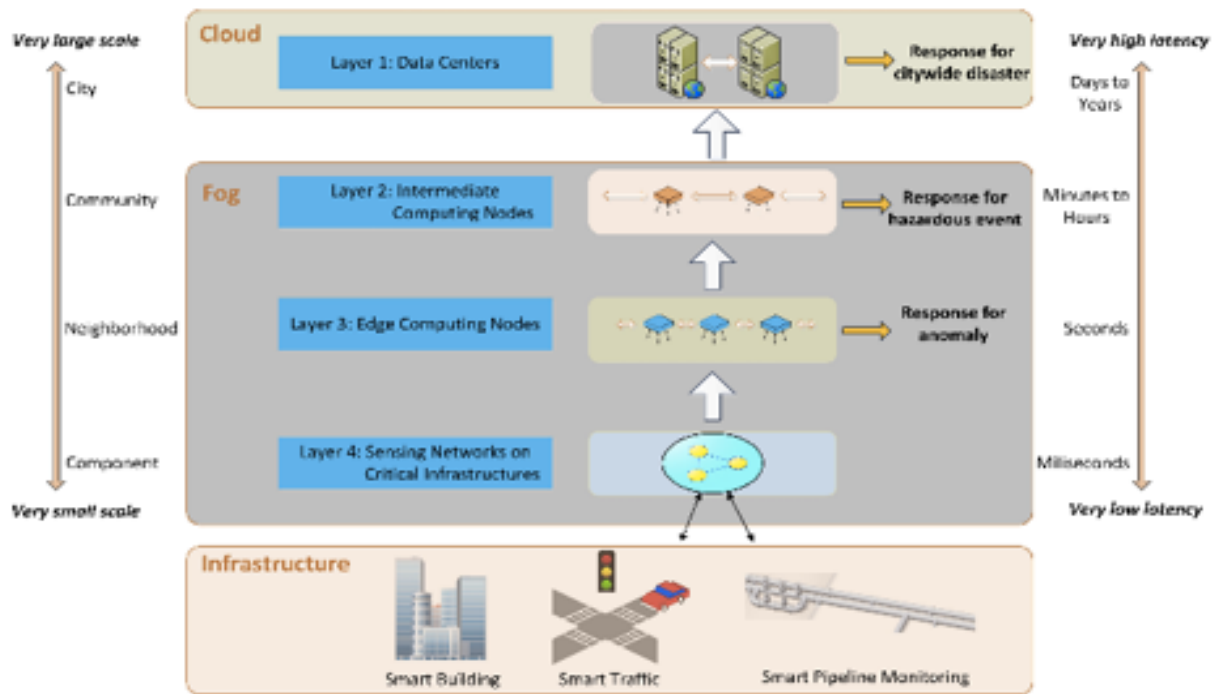 Very large scale
City
Community
Neighborhood
Component
Very small scale
Cloud
Layer 1: Data Centers
Response for
citywide disaster
Fog
Layer 2: Intermediate
Computing Nodes
Response for
hazardous event
Layer 3: Edge Computing Nodes
Response for
anomaly
Layer 4: Sensing Networks on
Critical Infrastructures
Infrastructure
Smart Building
Smart Traffic
Smart Pipeline Monitoring
Very high latency
Days to
Years
Minutes to
Hours
Seconds
Miliseconds
Very low latency